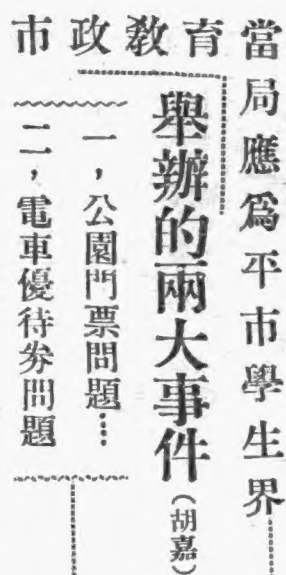 市政敎育
當局應爲平市學生界
舉辦的兩大事件(胡嘉)
一，公園門票問題…
二，電車優待劵問題